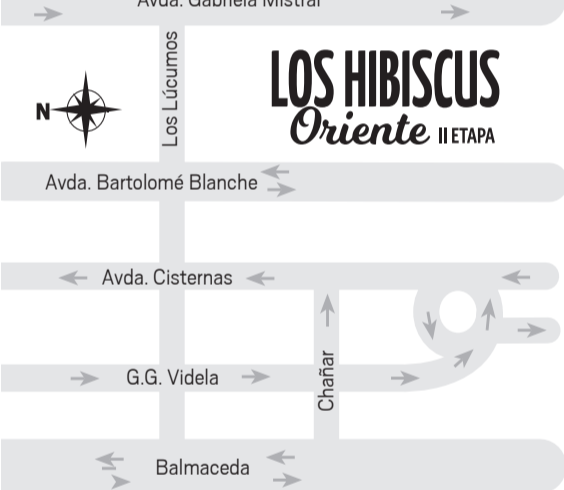 Avda. Gabriela Mistral
Los Lúcumos
LOS HIBISCUS
Oriente II ETAPA
N
Avda. Bartolomé Blanche
Avda. Cisternas
G.G. Videla
Chañar
Balmaceda